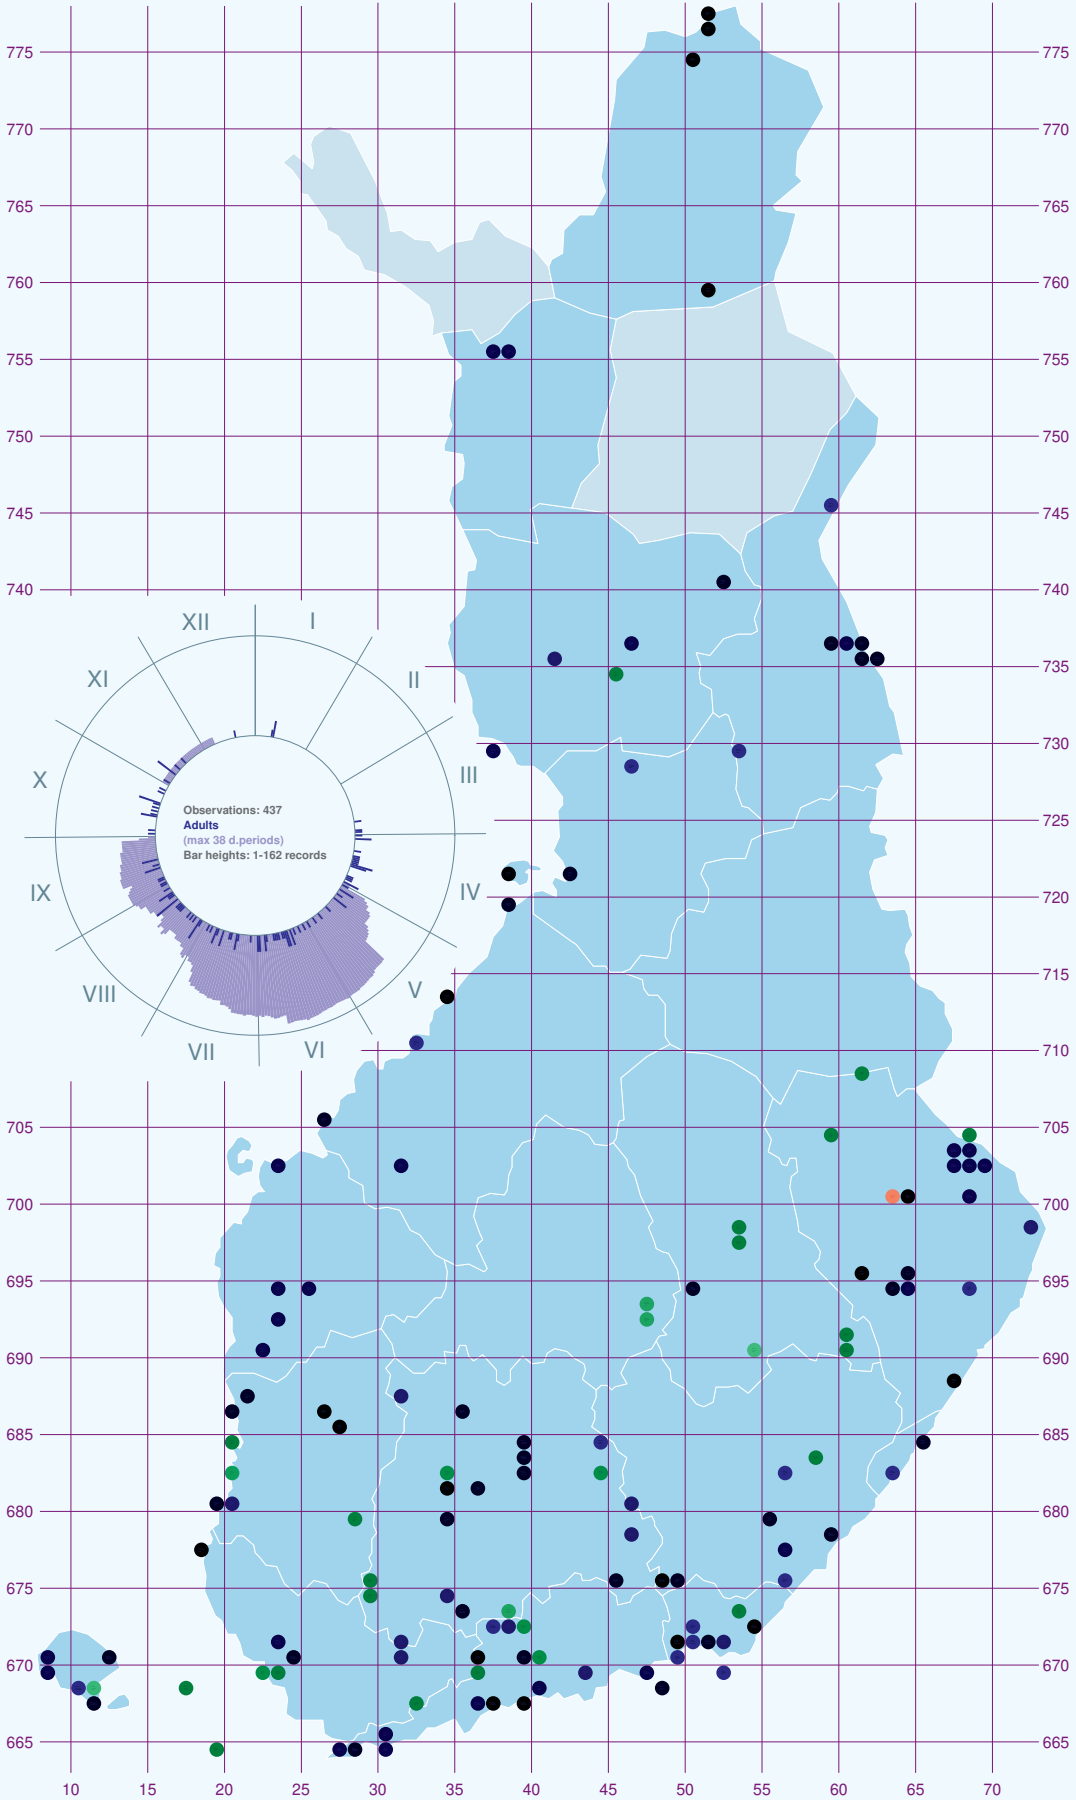 775 775
770 770
765 765
760 760
755 755
750 750
745 745
740 740
XII I
XI II
735 735
730 730
X III
Observations: 437
Adults
(max 38 d.periods)
Bar heights: 1-162 records
725 725
IX IV
720 720
715 715
VIII V
VII VI
710 710
705 705
700 700
695 695
690 690
685 685
680 680
675 675
670 670
665 665
10 15 20 25 30 35 40 45 50 55 60 65 70